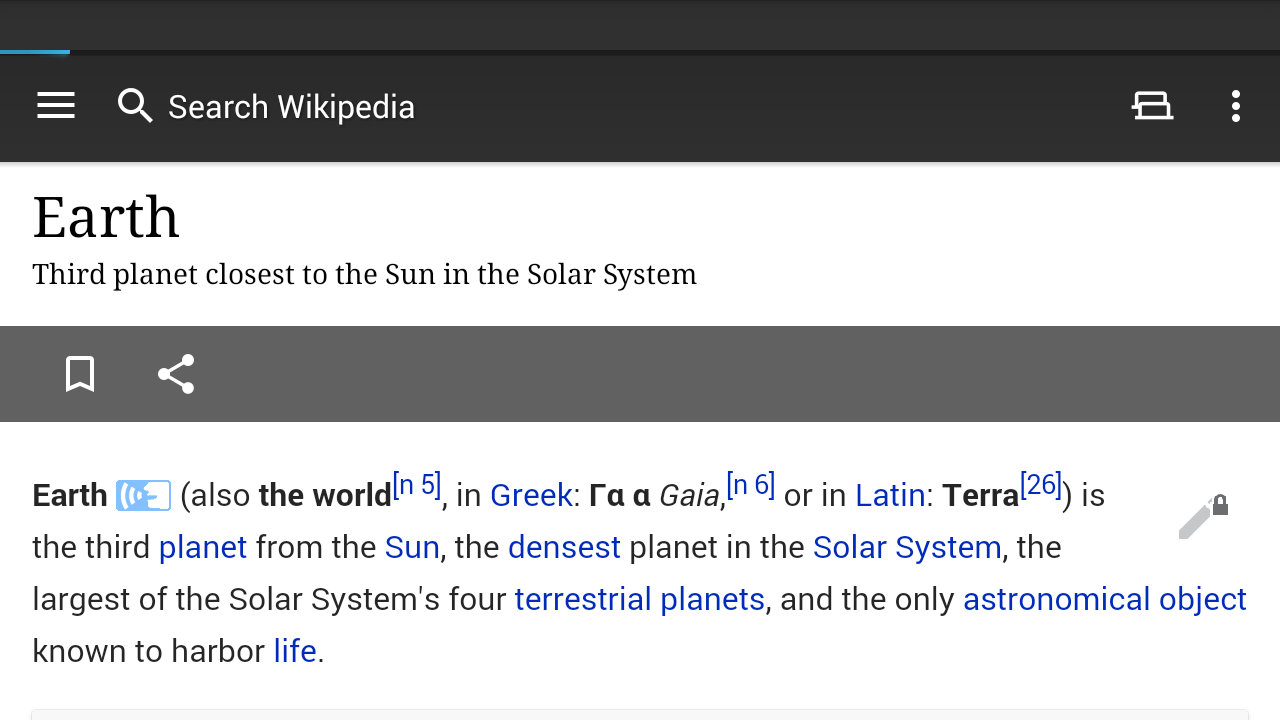 Search Wikipedia
Earth
Third planet closest to the Sun in the Solar System
Earth (also the world[n 5], in Greek: Γα α Gaia,[n 6] or in Latin: Terra[26]) is
the third planet from the Sun, the densest planet in the Solar System, the
largest of the Solar System's four terrestrial planets, and the only astronomical object
known to harbor life.